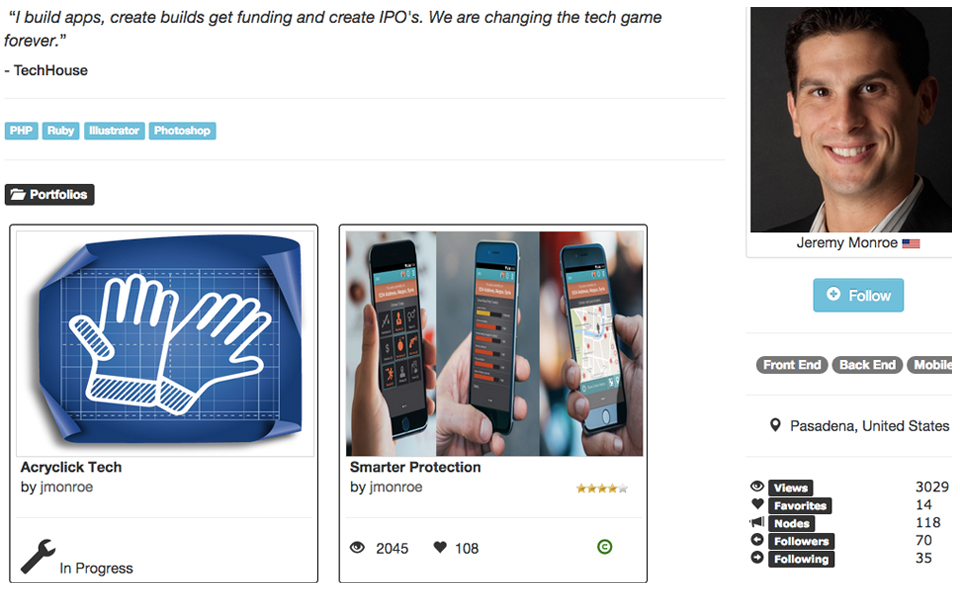 “I build apps, create builds get funding and create IPO's. We are changing the tech game
forever.”
- TechHouse
PHP Ruby Illustrator Photoshop
Portfolios
Acryclick Tech
by jmonroe
In Progress
Smarter Protection
by jmonroe
2045 108
Jeremy Monroe
Follow
Front End Back End Mobile
Pasadena, United States
Views 3029
Favorites 14
Nodes 118
Followers 70
Following 35